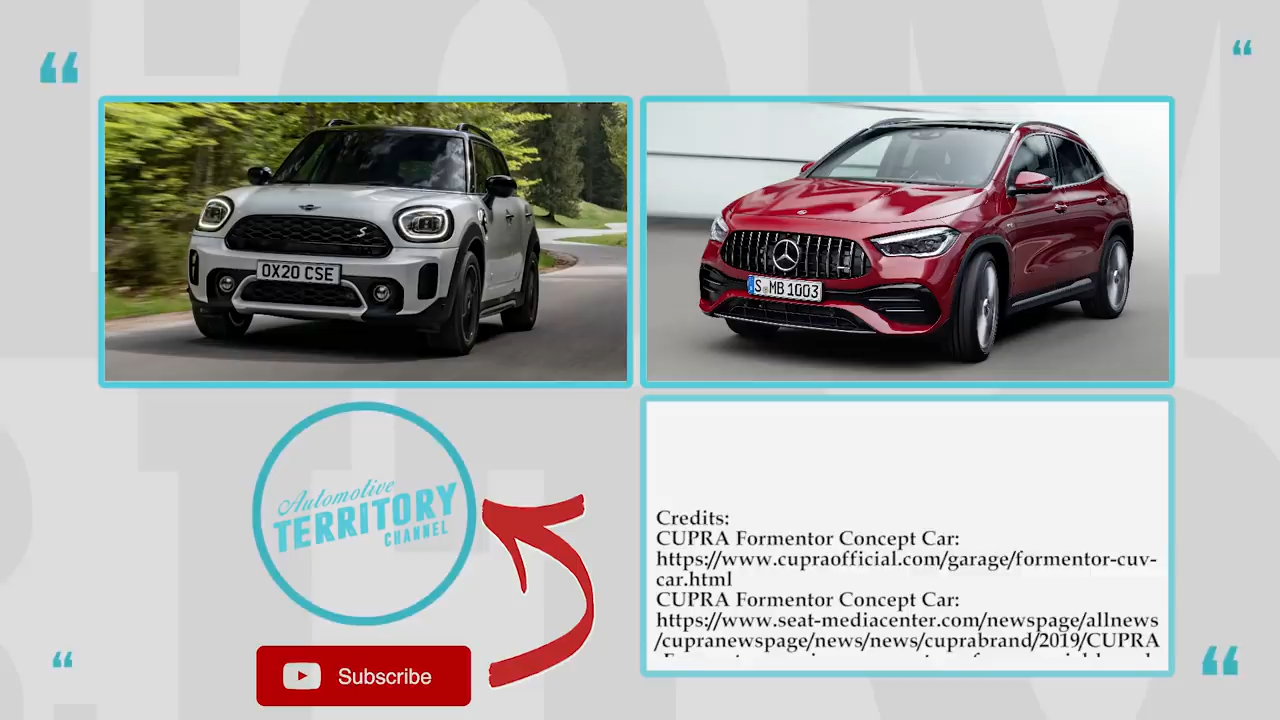 OX20 CSE
S MB 1003
Automotive
TERRITORY
CHANNEL
Subscribe
Credits:
CUPRA Formentor Concept Car:
https://www.cupraofficial.com/garage/formentor-cuv-
car.html
CUPRA Formentor Concept Car:
https://www.seat-mediacenter.com/newspage/allnews
/cupranewspage/news/news/cuprabrand/2019/CUPRA